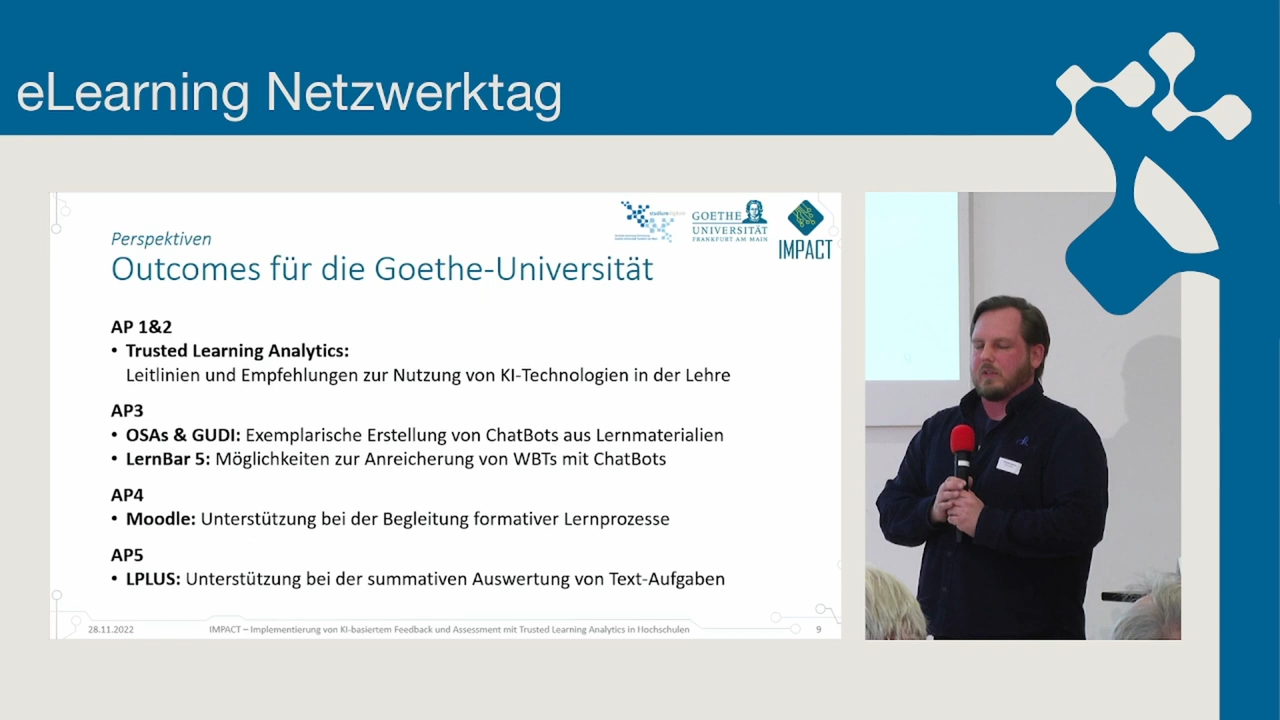 eLearning Netzwerktag
GOETHE
UNIVERSITÄT
FRANKFURT AM MAIN
IMPACT
Perspektiven
Outcomes für die Goethe-Universität
AP 1&2
• Trusted Learning Analytics:
Leitlinien und Empfehlungen zur Nutzung von KI-Technologien in der Lehre
AP3
• OSAs & GUDI: Exemplarische Erstellung von ChatBots aus Lernmaterialien
• LernBar 5: Möglichkeiten zur Anreicherung von WBTs mit ChatBots
AP4
• Moodle: Unterstützung bei der Begleitung formativer Lernprozesse
AP5
• LPLUS: Unterstützung bei der summativen Auswertung von Text-Aufgaben
28.11.2022 IMPACT – Implementierung von KI-basiertem Feedback und Assessment mit Trusted Learning Analytics in Hochschulen 9